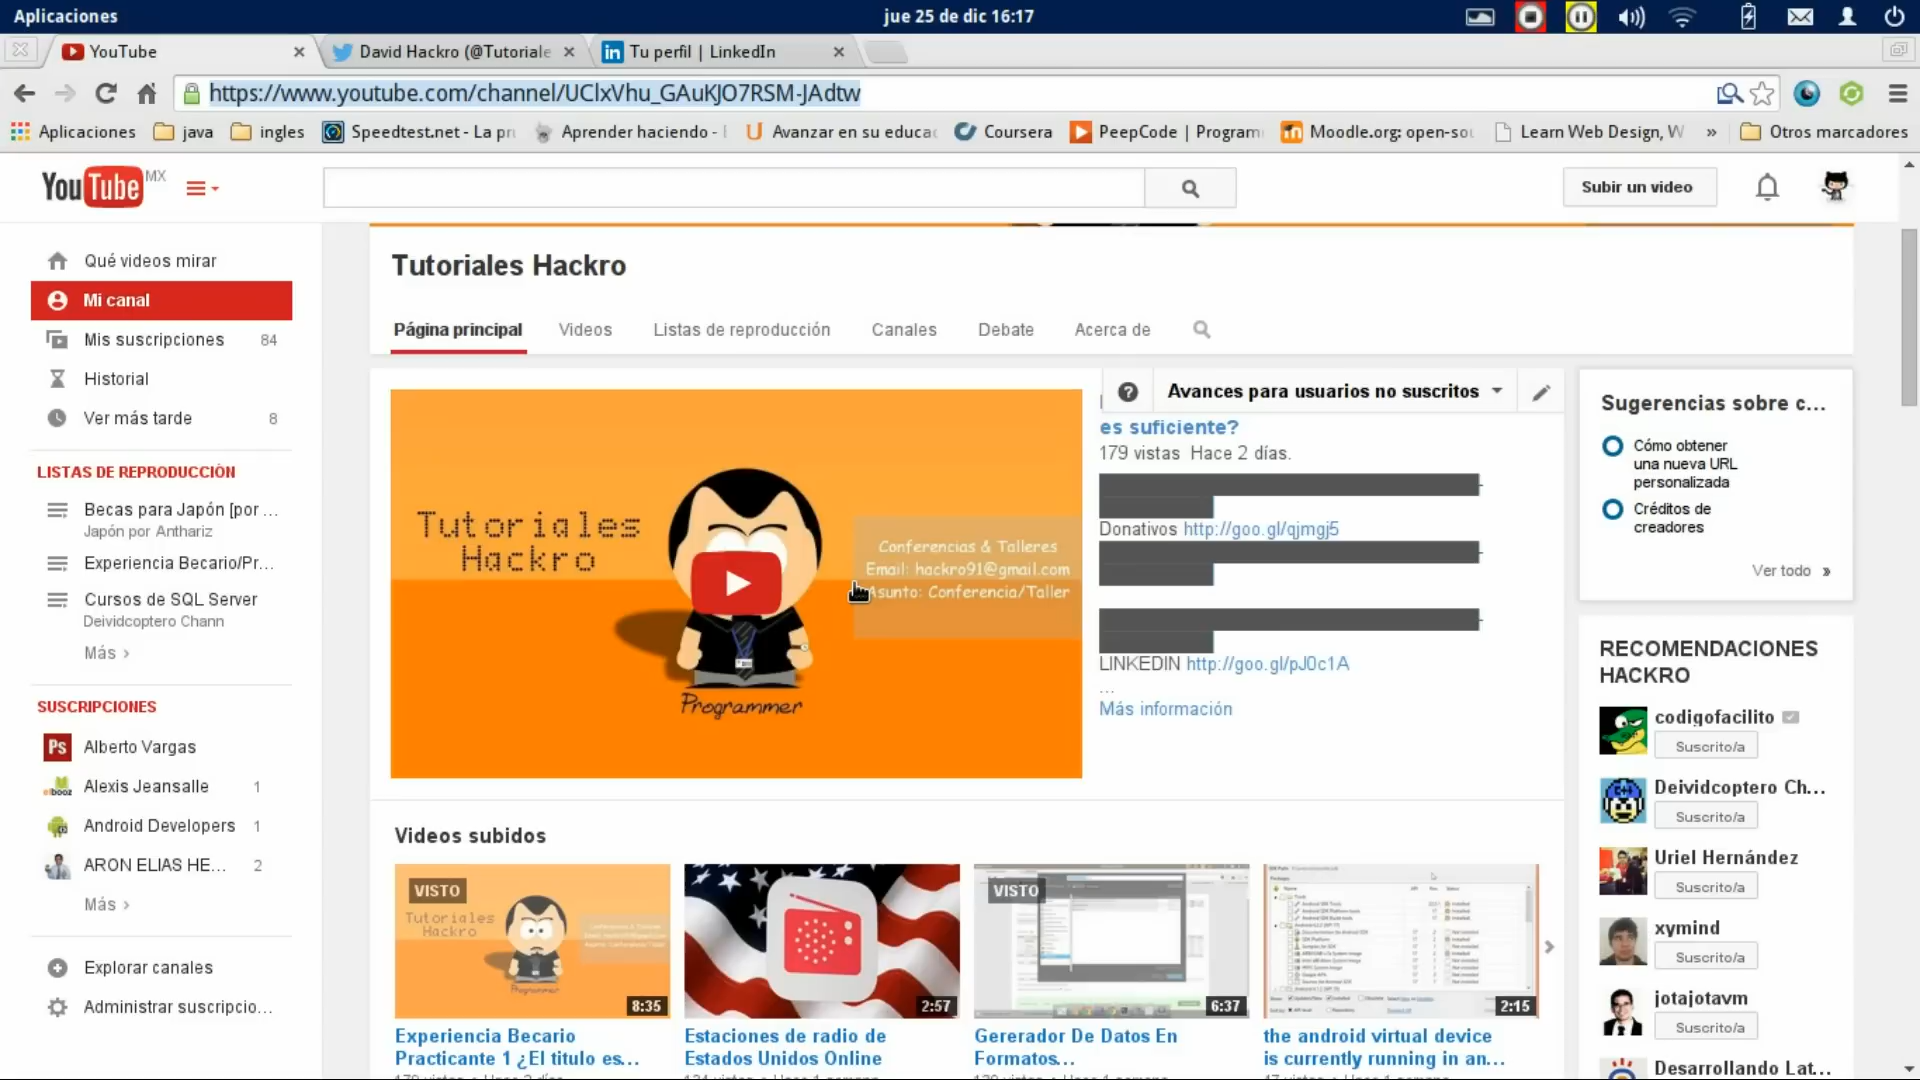 Aplicaciones
jue 25 de dic 16:17
YouTube
David Hackro (@Tutoriale
Tu perfil | LinkedIn
https://www.youtube.com/channel/UClxVhu_GAuKJO7RSM-JAdtw
Aplicaciones
java
ingles
Speedtest.net - La pr
Aprender haciendo -
Avanzar en su educa
Coursera
PeepCode | Program
Moodle.org: open-so
Learn Web Design, W
»
Otros marcadores
YouTube MX
Subir un video
Qué videos mirar
Mi canal
Mis suscripciones 84
Historial
Ver más tarde 8
LISTAS DE REPRODUCCIÓN
Becas para Japón [por ...
Japón por Anthariz
Experiencia Becario/Pr...
Cursos de SQL Server
Deividcoptero Chann
Más ›
SUSCRIPCIONES
Ps Alberto Vargas
Alexis Jeansalle 1
Android Developers 1
ARON ELIAS HE... 2
Más ›
Explorar canales
Administrar suscripcio...
Tutoriales Hackro
Página principal
Videos
Listas de reproducción
Canales
Debate
Acerca de
Tutoriales
Hackro
Conferencias & Talleres
Email: hackro91@gmail.com
Asunto: Conferencia/Taller
Programmer
Avances para usuarios no suscritos
es suficiente?
179 vistas Hace 2 días.
Donativos http://goo.gl/qjmgj5
LINKEDIN http://goo.gl/pJ0c1A
...
Más información
Videos subidos
VISTO
Tutoriales
Hackro
Programmer
8:35
Experiencia Becario
Practicante 1 ¿El titulo es...
2:57
Estaciones de radio de
Estados Unidos Online
VISTO
6:37
Gererador De Datos En
Formatos...
2:15
the android virtual device
is currently running in an...
Sugerencias sobre c...
Cómo obtener
una nueva URL
personalizada
Créditos de
creadores
Ver todo »
RECOMENDACIONES
HACKRO
codigofacilito
Suscrito/a
Deividcoptero Ch...
Suscrito/a
Uriel Hernández
Suscrito/a
xymind
Suscrito/a
jotajotavm
Suscrito/a
Desarrollando Lat...